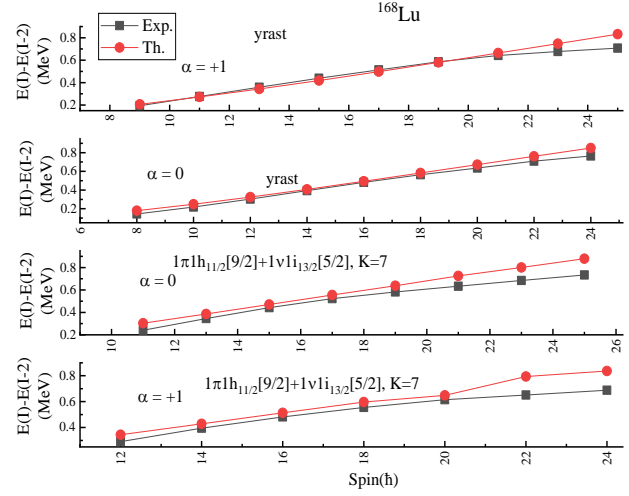 ¹⁶⁸Lu
Exp.
Th.
yrast
α = +1
E(I)-E(I-2)
(MeV)
0.8
0.6
0.4
0.2
8 10 12 14 16 18 20 22 24
α = 0
yrast
E(I)-E(I-2)
(MeV)
0.8
0.6
0.4
0.2
6 8 10 12 14 16 18 20 22 24
1π1h₁₁/₂[9/2]+1ν1i₁₃/₂[5/2], K=7
α = 0
E(I)-E(I-2)
(MeV)
0.8
0.6
0.4
0.2
10 12 14 16 18 20 22 24 26
1π1h₁₁/₂[9/2]+1ν1i₁₃/₂[5/2], K=7
α = +1
E(I)-E(I-2)
(MeV)
0.8
0.6
0.4
12 14 16 18 20 22 24
Spin(ħ)